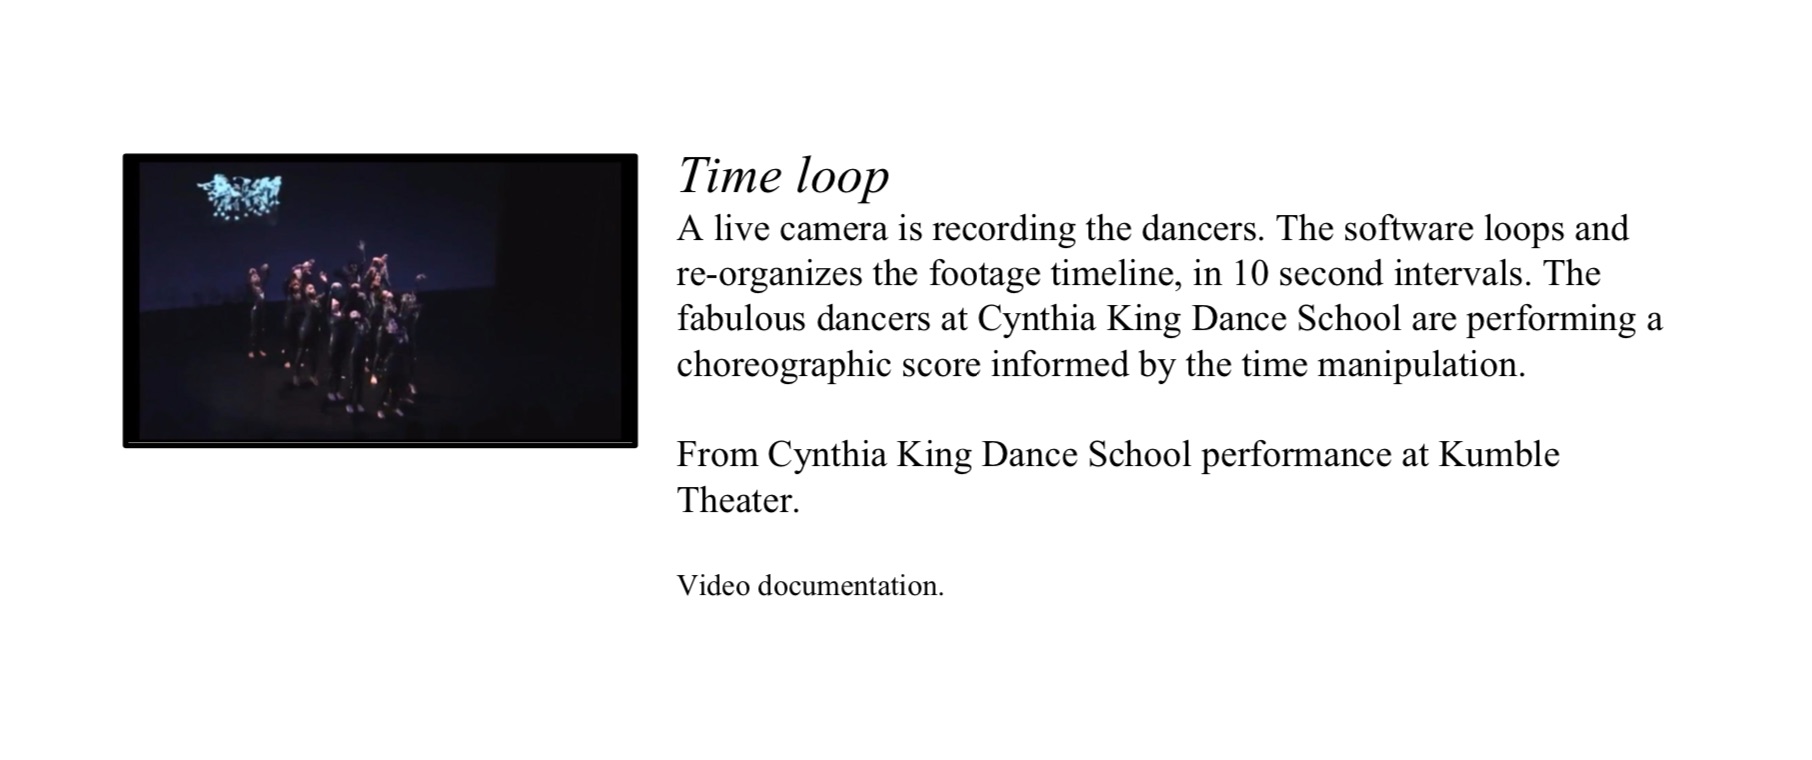 Time loop
A live camera is recording the dancers. The software loops and
re-organizes the footage timeline, in 10 second intervals. The
fabulous dancers at Cynthia King Dance School are performing a
choreographic score informed by the time manipulation.
From Cynthia King Dance School performance at Kumble
Theater.
Video documentation.